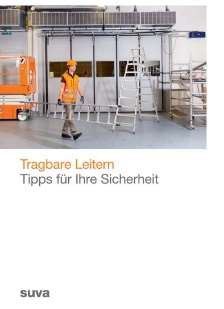 Tragbare Leitern
Tipps für Ihre Sicherheit
suva